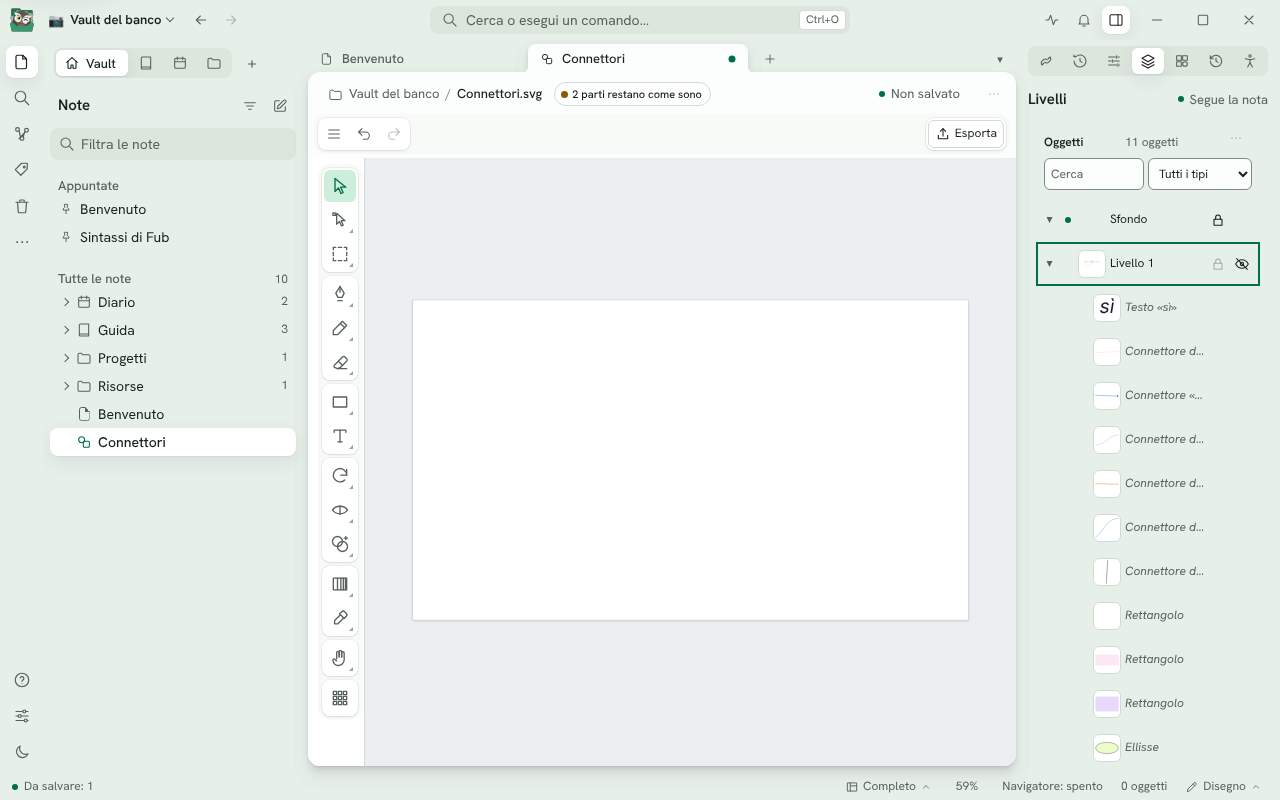 Vault del banco
Cerca o esegui un comando...
Ctrl+O
Vault
Note
Filtra le note
Appuntate
Benvenuto
Sintassi di Fub
Tutte le note 10
Diario 2
Guida 3
Progetti 1
Risorse 1
Benvenuto
Connettori
Benvenuto
Connettori
Vault del banco / Connettori.svg
2 parti restano come sono
Non salvato
Esporta
Livelli
Segue la nota
Oggetti 11 oggetti
Cerca
Tutti i tipi
Sfondo
Livello 1
sì Testo «sì»
Connettore d...
Connettore «...
Connettore d...
Connettore d...
Connettore d...
Connettore d...
Rettangolo
Rettangolo
Rettangolo
Ellisse
Da salvare: 1
Completo
59%
Navigatore: spento
0 oggetti
Disegno